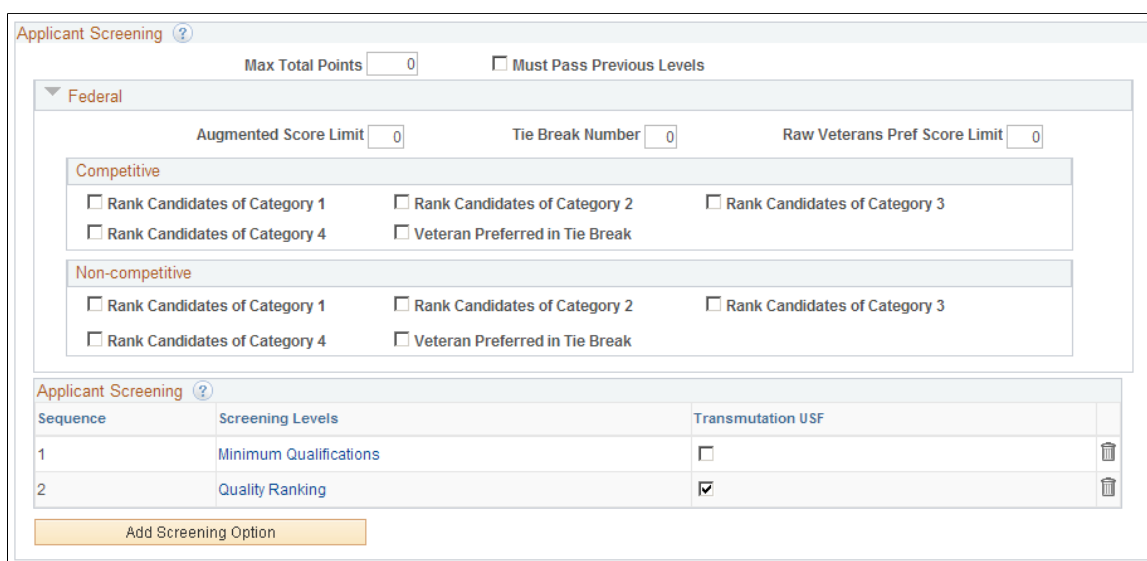 Applicant Screening ?
Max Total Points 0 Must Pass Previous Levels
Federal
Augmented Score Limit 0 Tie Break Number 0 Raw Veterans Pref Score Limit 0
Competitive
Rank Candidates of Category 1 Rank Candidates of Category 2 Rank Candidates of Category 3
Rank Candidates of Category 4 Veteran Preferred in Tie Break
Non-competitive
Rank Candidates of Category 1 Rank Candidates of Category 2 Rank Candidates of Category 3
Rank Candidates of Category 4 Veteran Preferred in Tie Break
Applicant Screening ?
Sequence Screening Levels Transmutation USF
1 Minimum Qualifications
2 Quality Ranking
Add Screening Option